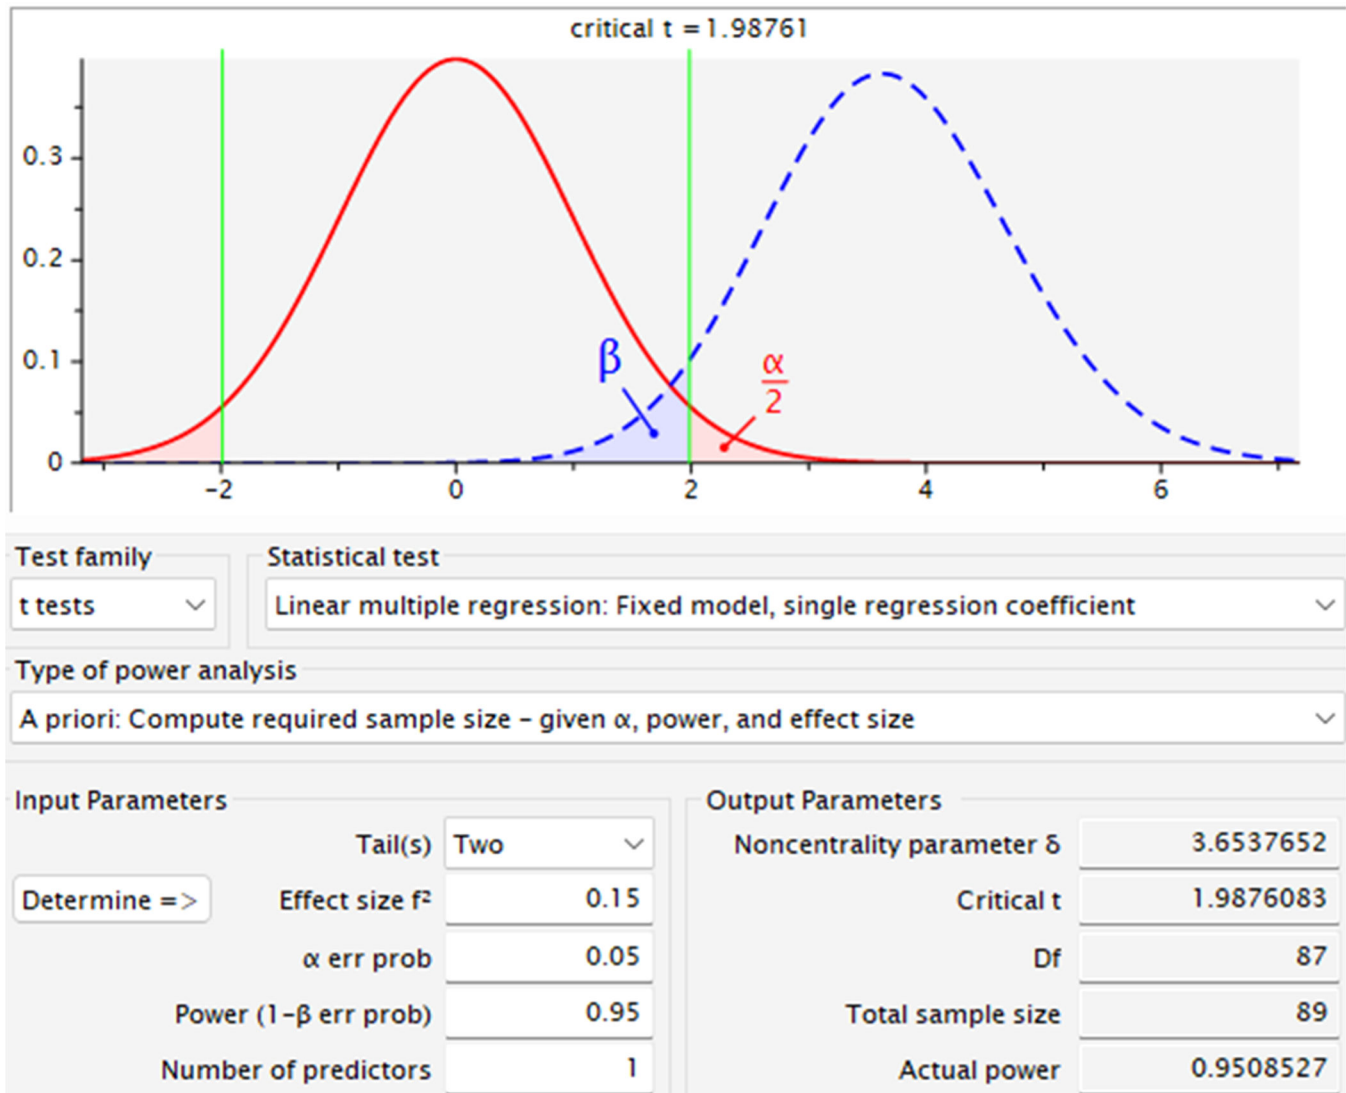 critical t = 1.98761
0.3
0.2
0.1
0
β
α
2
-2 0 2 4 6
Test family Statistical test
t tests Linear multiple regression: Fixed model, single regression coefficient
Type of power analysis
A priori: Compute required sample size – given α, power, and effect size
Input Parameters Output Parameters
Tail(s) Two Noncentrality parameter δ 3.6537652
Determine => Effect size f² 0.15 Critical t 1.9876083
α err prob 0.05 Df 87
Power (1-β err prob) 0.95 Total sample size 89
Number of predictors 1 Actual power 0.9508527